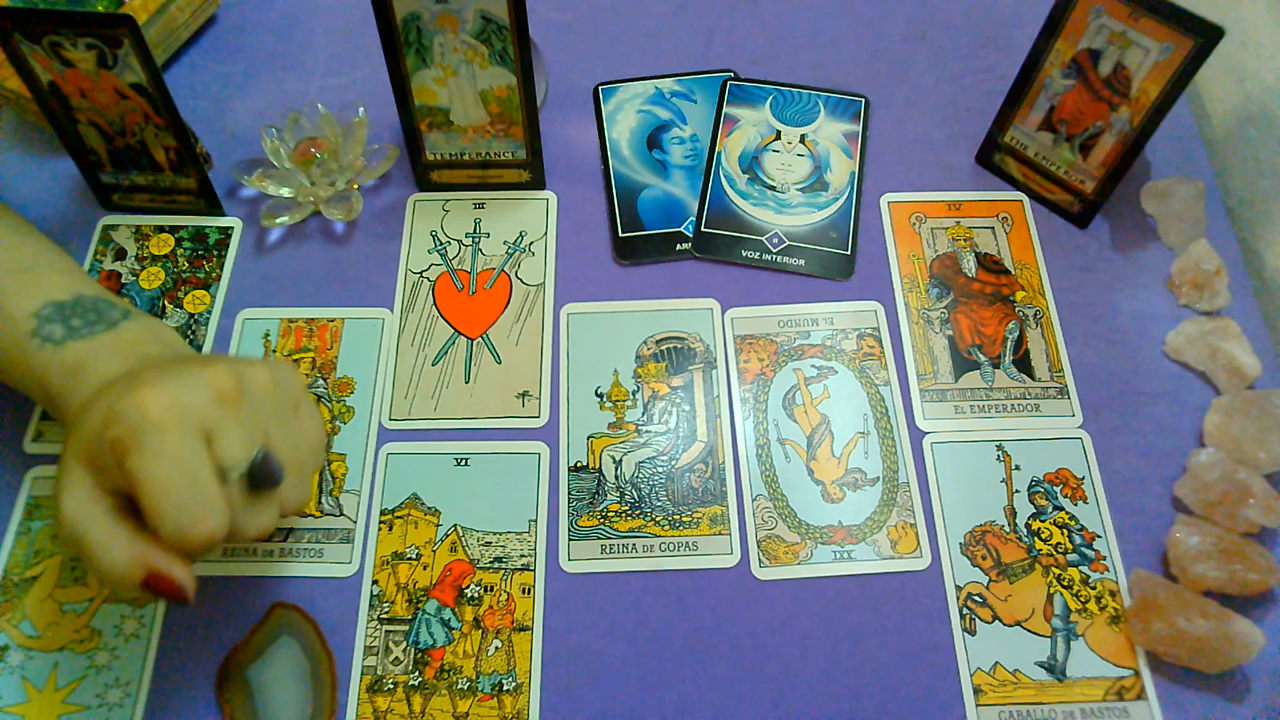 TEMPERANCE
THE EMPEROR
II
VOZ INTERIOR
III
IV
EL EMPERADOR
EL MUNDO
XXI
REINA DE COPAS
REINA DE BASTOS
VI
CABALLO DE BASTOS